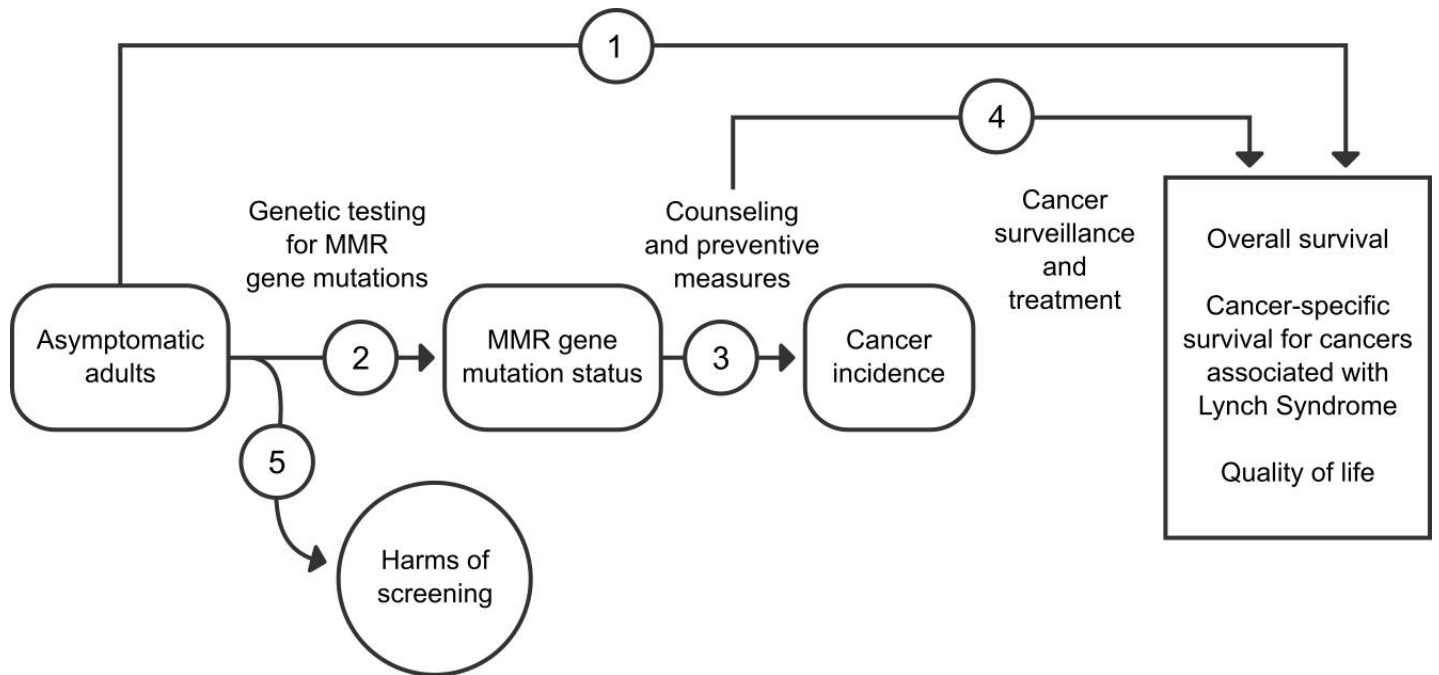 1
4
Genetic testing
for MMR
gene mutations
Counseling
and preventive
measures
Cancer
surveillance
and
treatment
Asymptomatic
adults
2
MMR gene
mutation status
3
Cancer
incidence
Overall survival
Cancer-specific
survival for cancers
associated with
Lynch Syndrome
Quality of life
5
Harms of
screening